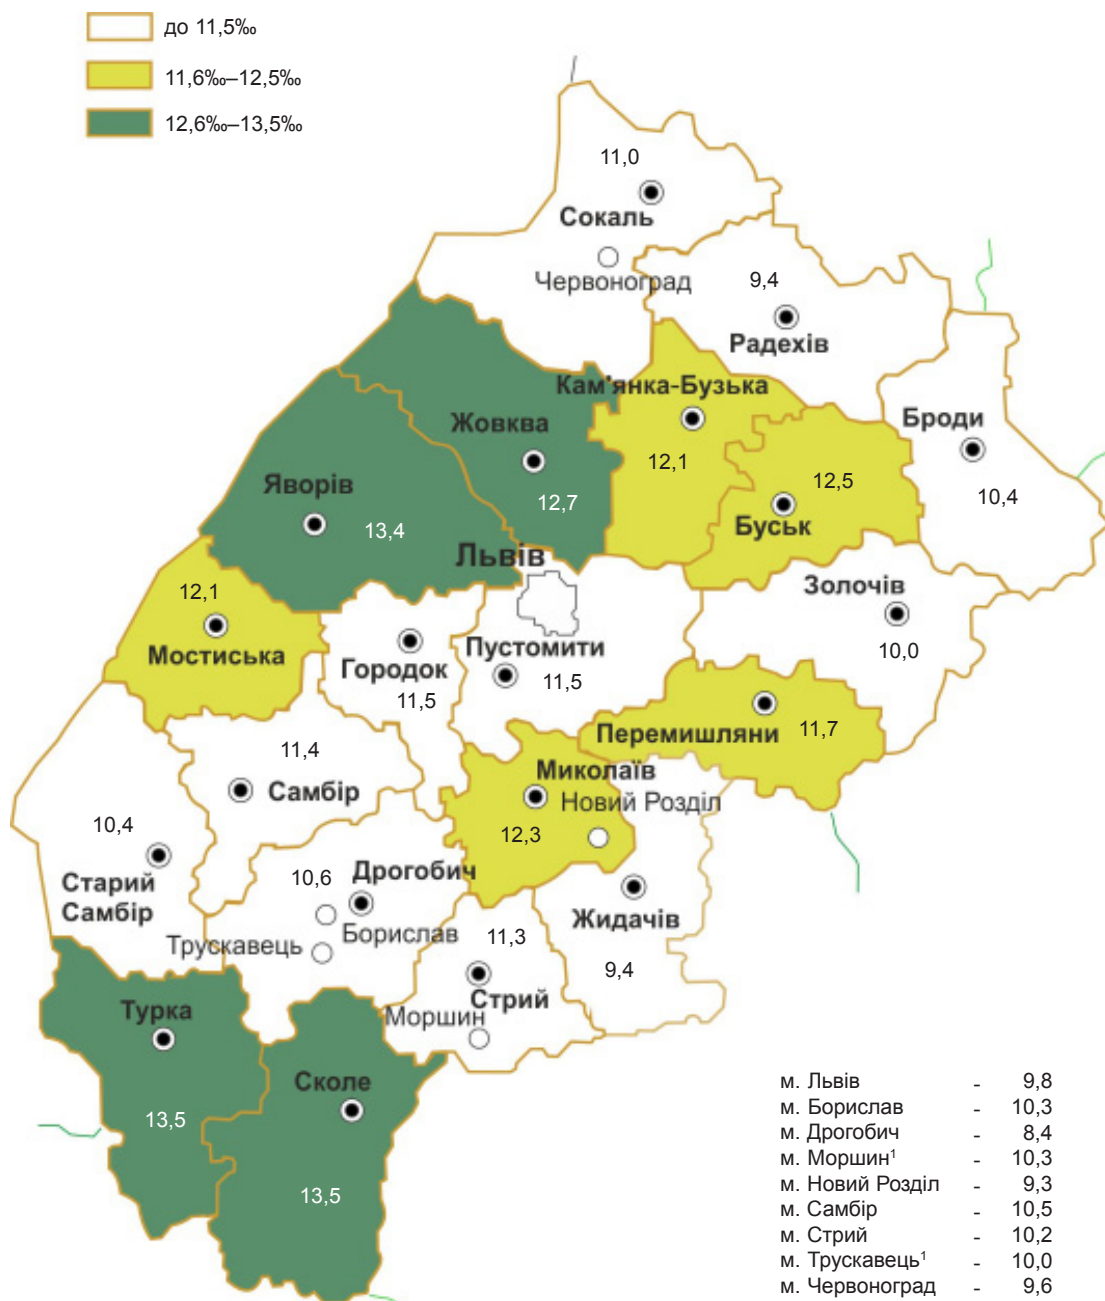 до 11,5‰
11,6‰–12,5‰
12,6‰–13,5‰
11,0
Сокаль
Червоноград
9,4
Радехів
Кам'янка-Бузька
12,1
Жовква
12,7
Броди
10,4
12,5
Буськ
Яворів
13,4
Львів
Золочів
10,0
12,1
Мостиська
Городок
11,5
Пустомити
11,5
Перемишляни
11,7
11,4
Самбір
Миколаїв
Новий Розділ
12,3
10,4
Старий
Самбір
10,6
Дрогобич
Борислав
Трускавець
Жидачів
9,4
11,3
Стрий
Моршин
Турка
13,5
Сколе
13,5
м. Львів - 9,8
м. Борислав - 10,3
м. Дрогобич - 8,4
м. Моршин¹ - 10,3
м. Новий Розділ - 9,3
м. Самбір - 10,5
м. Стрий - 10,2
м. Трускавець¹ - 10,0
м. Червоноград - 9,6